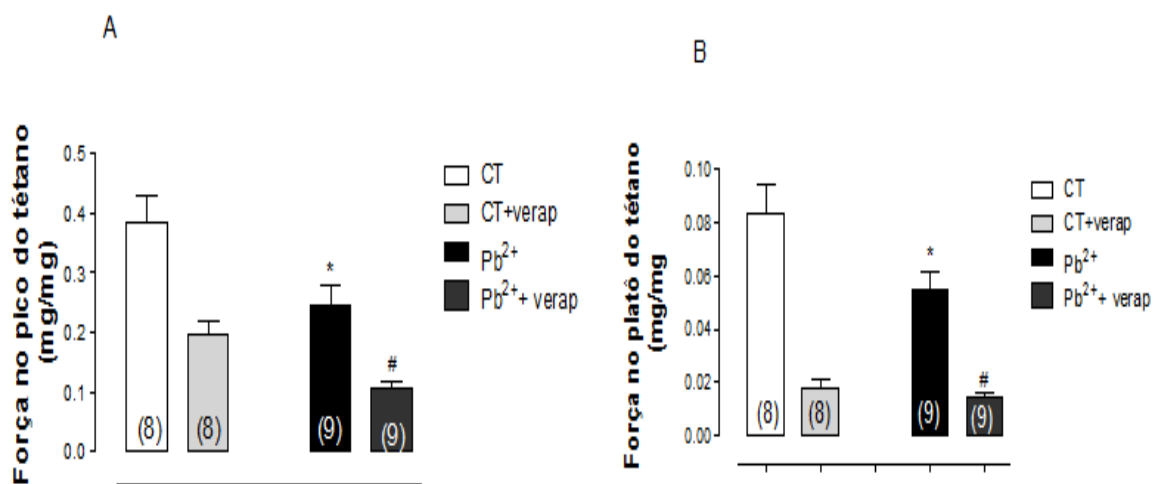 A
Força no pico do tétano
(mg/mg)
0.5
0.4
0.3
0.2
0.1
0.0
(8)
(8)
*
(9)
#
(9)
CT
CT+verap
Pb²⁺
Pb²⁺+ verap
B
Força no platô do tétano
(mg/mg
0.10
0.08
0.06
0.04
0.02
0.00
(8)
(8)
*
(9)
#
(9)
CT
CT+verap
Pb²⁺
Pb²⁺+ verap